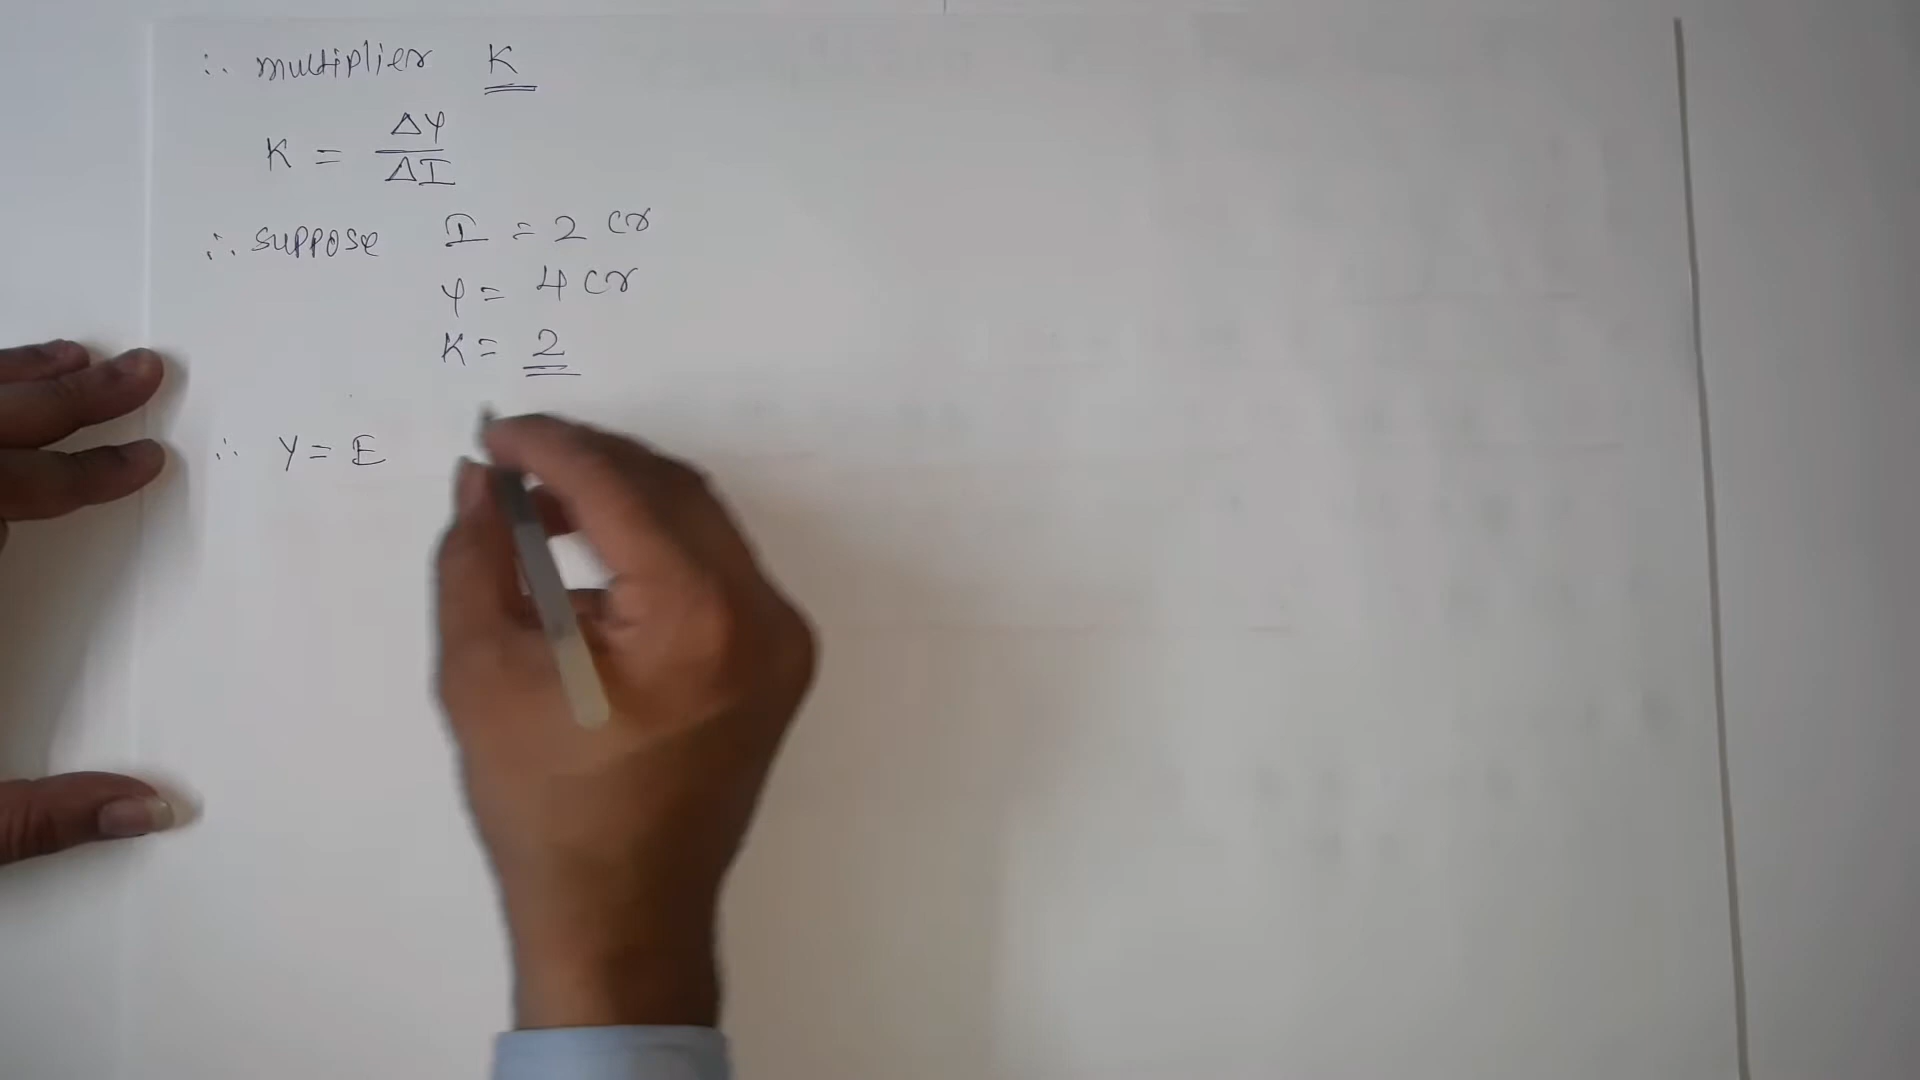 ∴ multiplier K
K = ΔY/ΔI
∴ suppose I = 2 cr
Y = 4 cr
K = 2
∴ Y = E